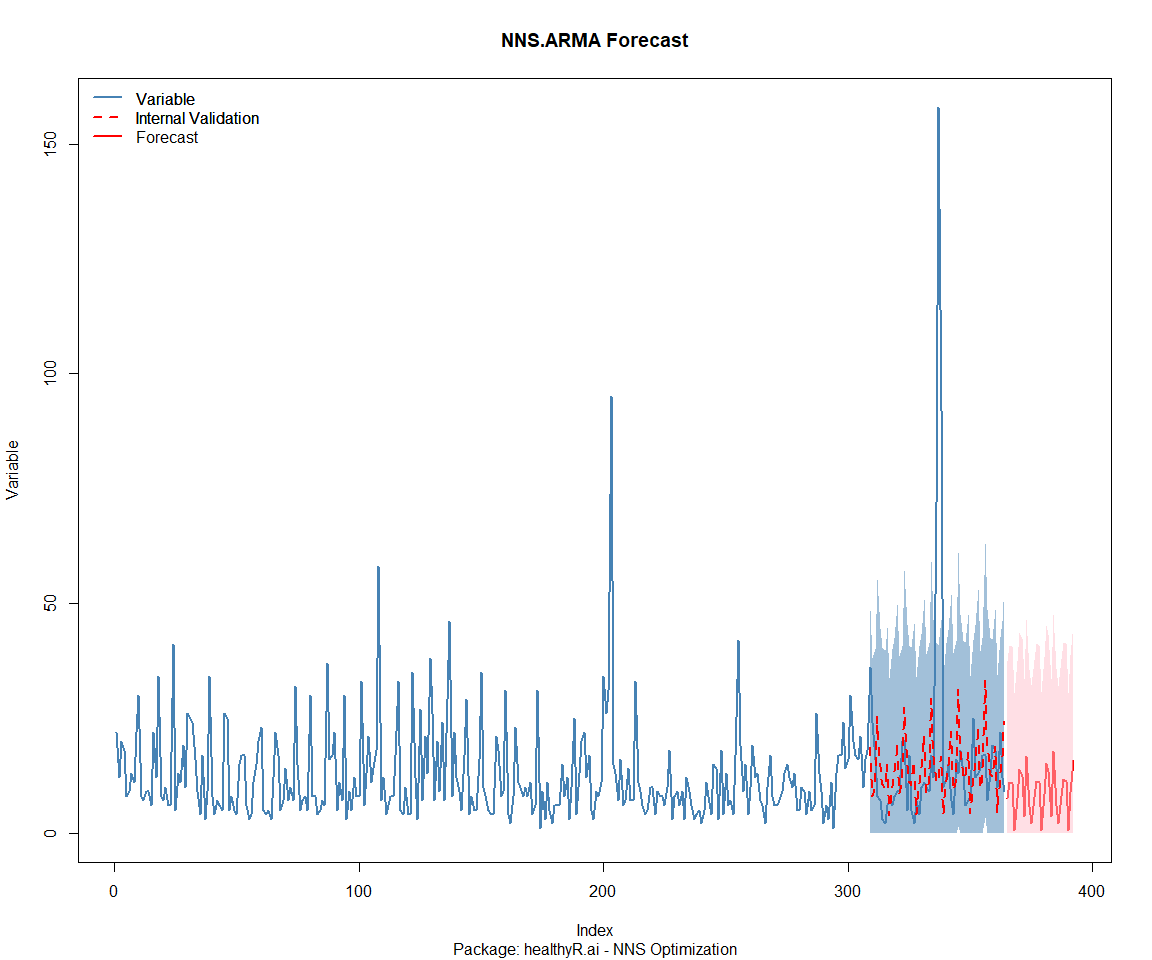 NNS.ARMA Forecast
Variable
Internal Validation
Forecast
150
100
50
0
Variable
0
100
200
300
400
Index
Package: healthyR.ai - NNS Optimization